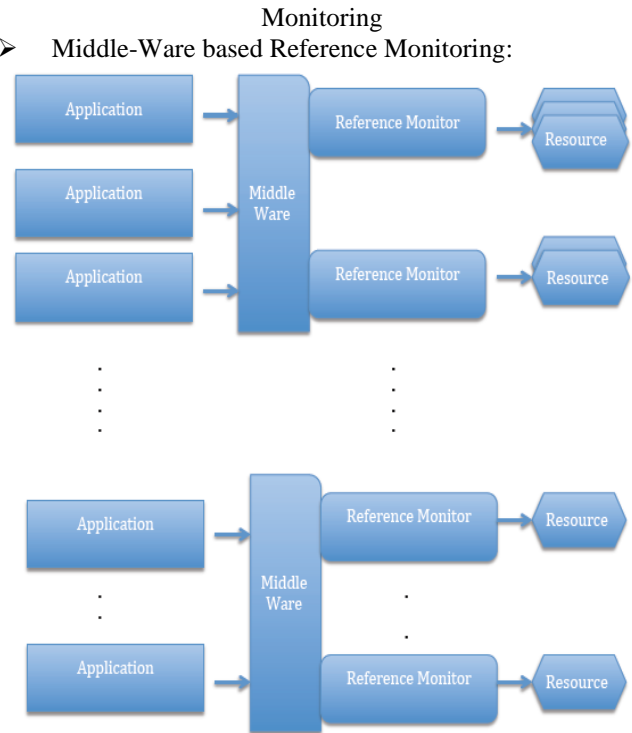 Monitoring
➢ Middle-Ware based Reference Monitoring:
Application
Reference Monitor
Resource
Application
Middle
Ware
Application
Reference Monitor
Resource
Application
Reference Monitor
Resource
Middle
Ware
Application
Reference Monitor
Resource